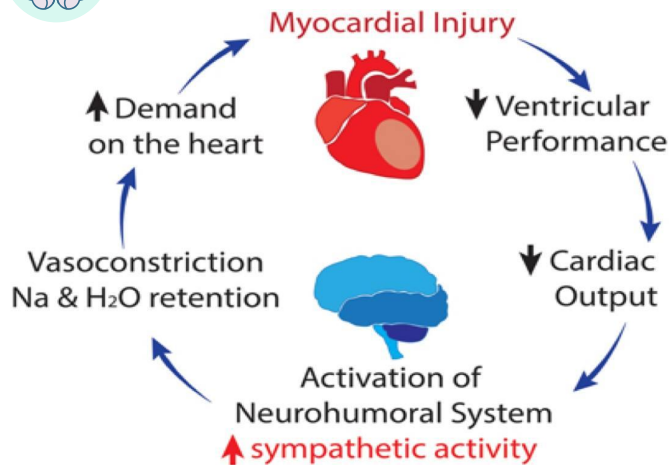 Myocardial Injury
Ventricular
Performance
Cardiac
Output
Activation of
Neurohumoral System
sympathetic activity
Vasoconstriction
Na & H₂O retention
Demand
on the heart